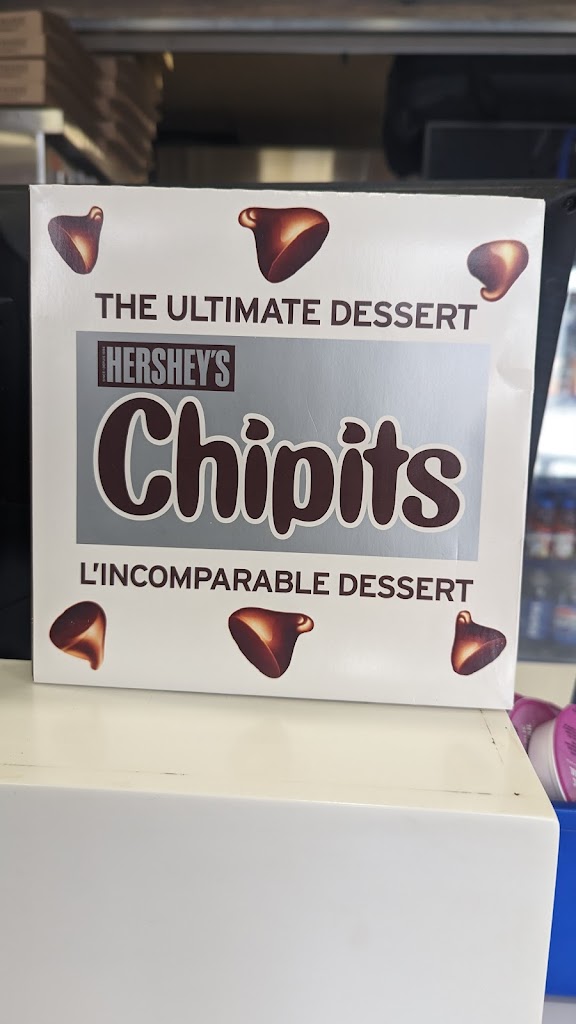 THE ULTIMATE DESSERT
HERSHEY'S
Chipits
L'INCOMPARABLE DESSERT